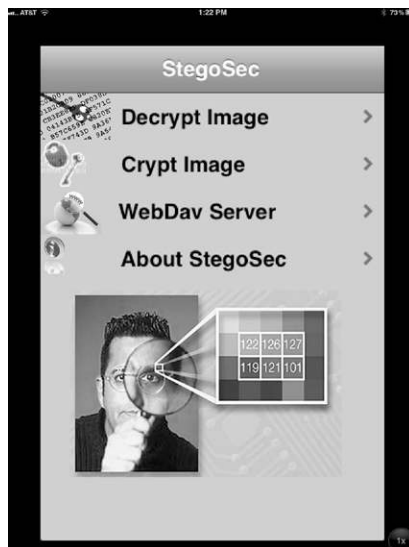 AT&T 1:22 PM 73%
StegoSec
Decrypt Image
Crypt Image
WebDav Server
About StegoSec
122 126 127
119 121 101
1x